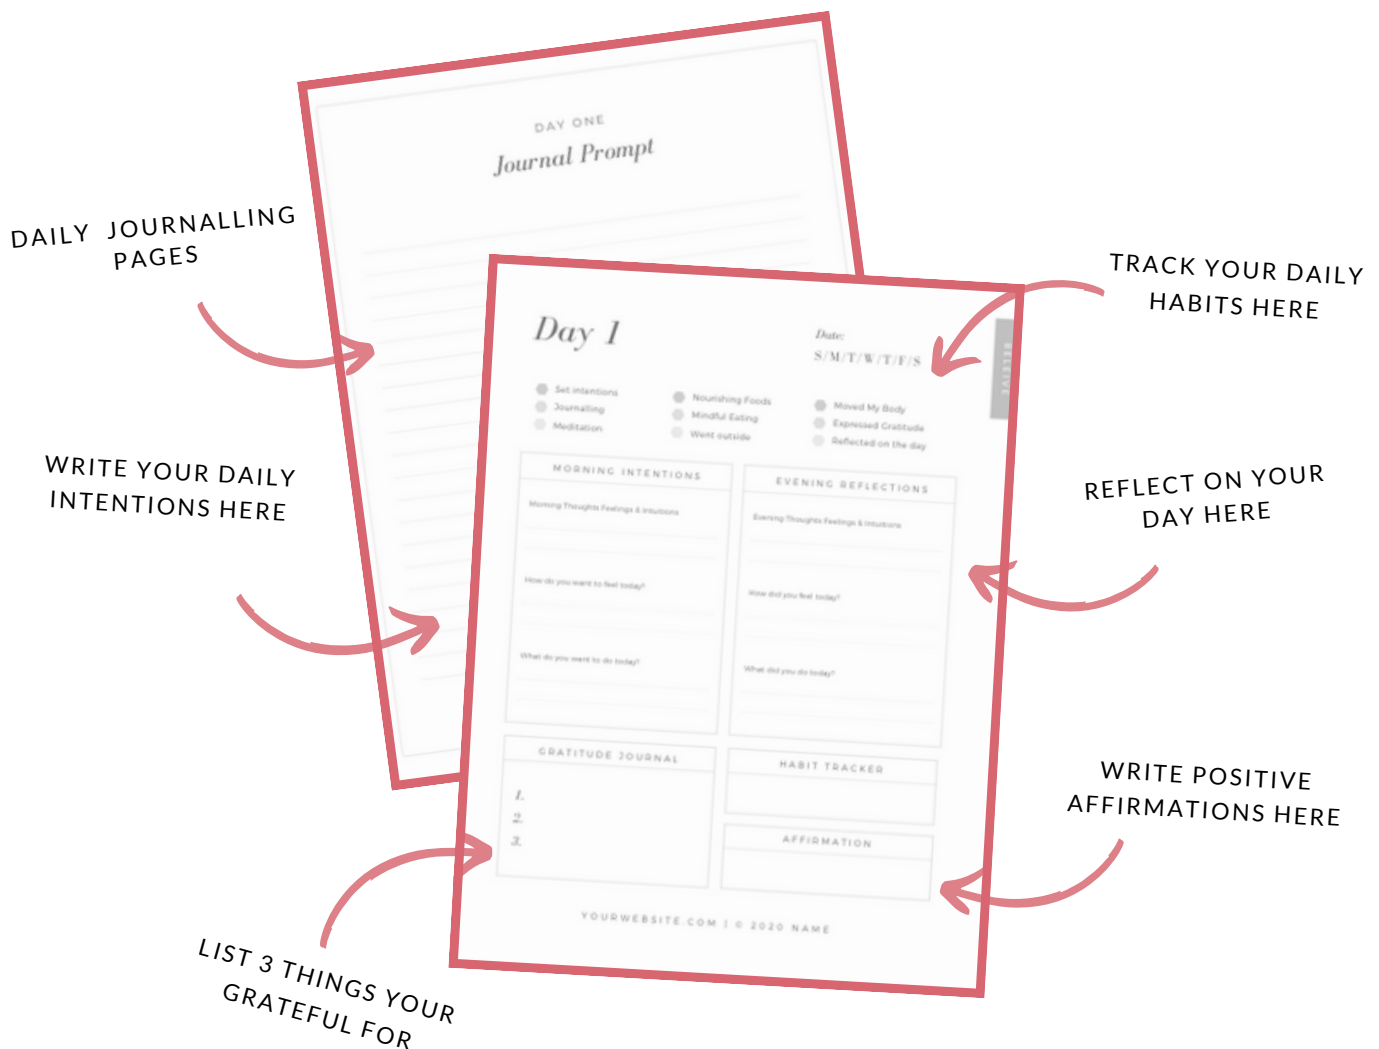 DAY ONE
Journal Prompt
DAILY JOURNALLING
PAGES
TRACK YOUR DAILY
HABITS HERE
Day 1
Date:
S/M/T/W/T/F/S
Set intentions
Journalling
Meditation
Nourishing Foods
Mindful Eating
Went outside
Moved My Body
Expressed Gratitude
Reflected on the day
WRITE YOUR DAILY
INTENTIONS HERE
MORNING INTENTIONS
Morning Thoughts Feelings & Intuitions
How do you want to feel today?
What do you want to do today?
EVENING REFLECTIONS
Evening Thoughts Feelings & Intuitions
How did you feel today?
What did you do today?
REFLECT ON YOUR
DAY HERE
GRATITUDE JOURNAL
1.
2.
3.
HABIT TRACKER
AFFIRMATION
WRITE POSITIVE
AFFIRMATIONS HERE
YOURWEBSITE.COM | © 2020 NAME
LIST 3 THINGS YOUR
GRATEFUL FOR